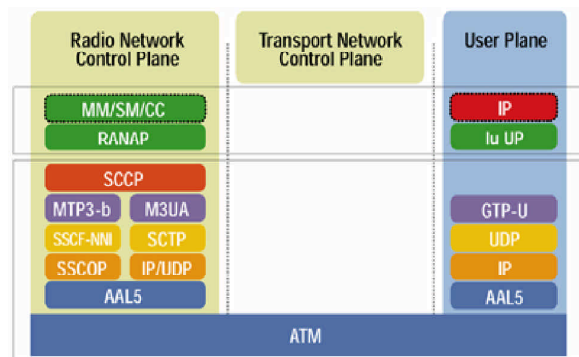 Radio Network
Control Plane
Transport Network
Control Plane
User Plane
MM/SM/CC
IP
RANAP
Iu UP
SCCP
MTP3-b M3UA
GTP-U
SSCF-NNI SCTP
UDP
SSCOP IP/UDP
IP
AAL5
AAL5
ATM